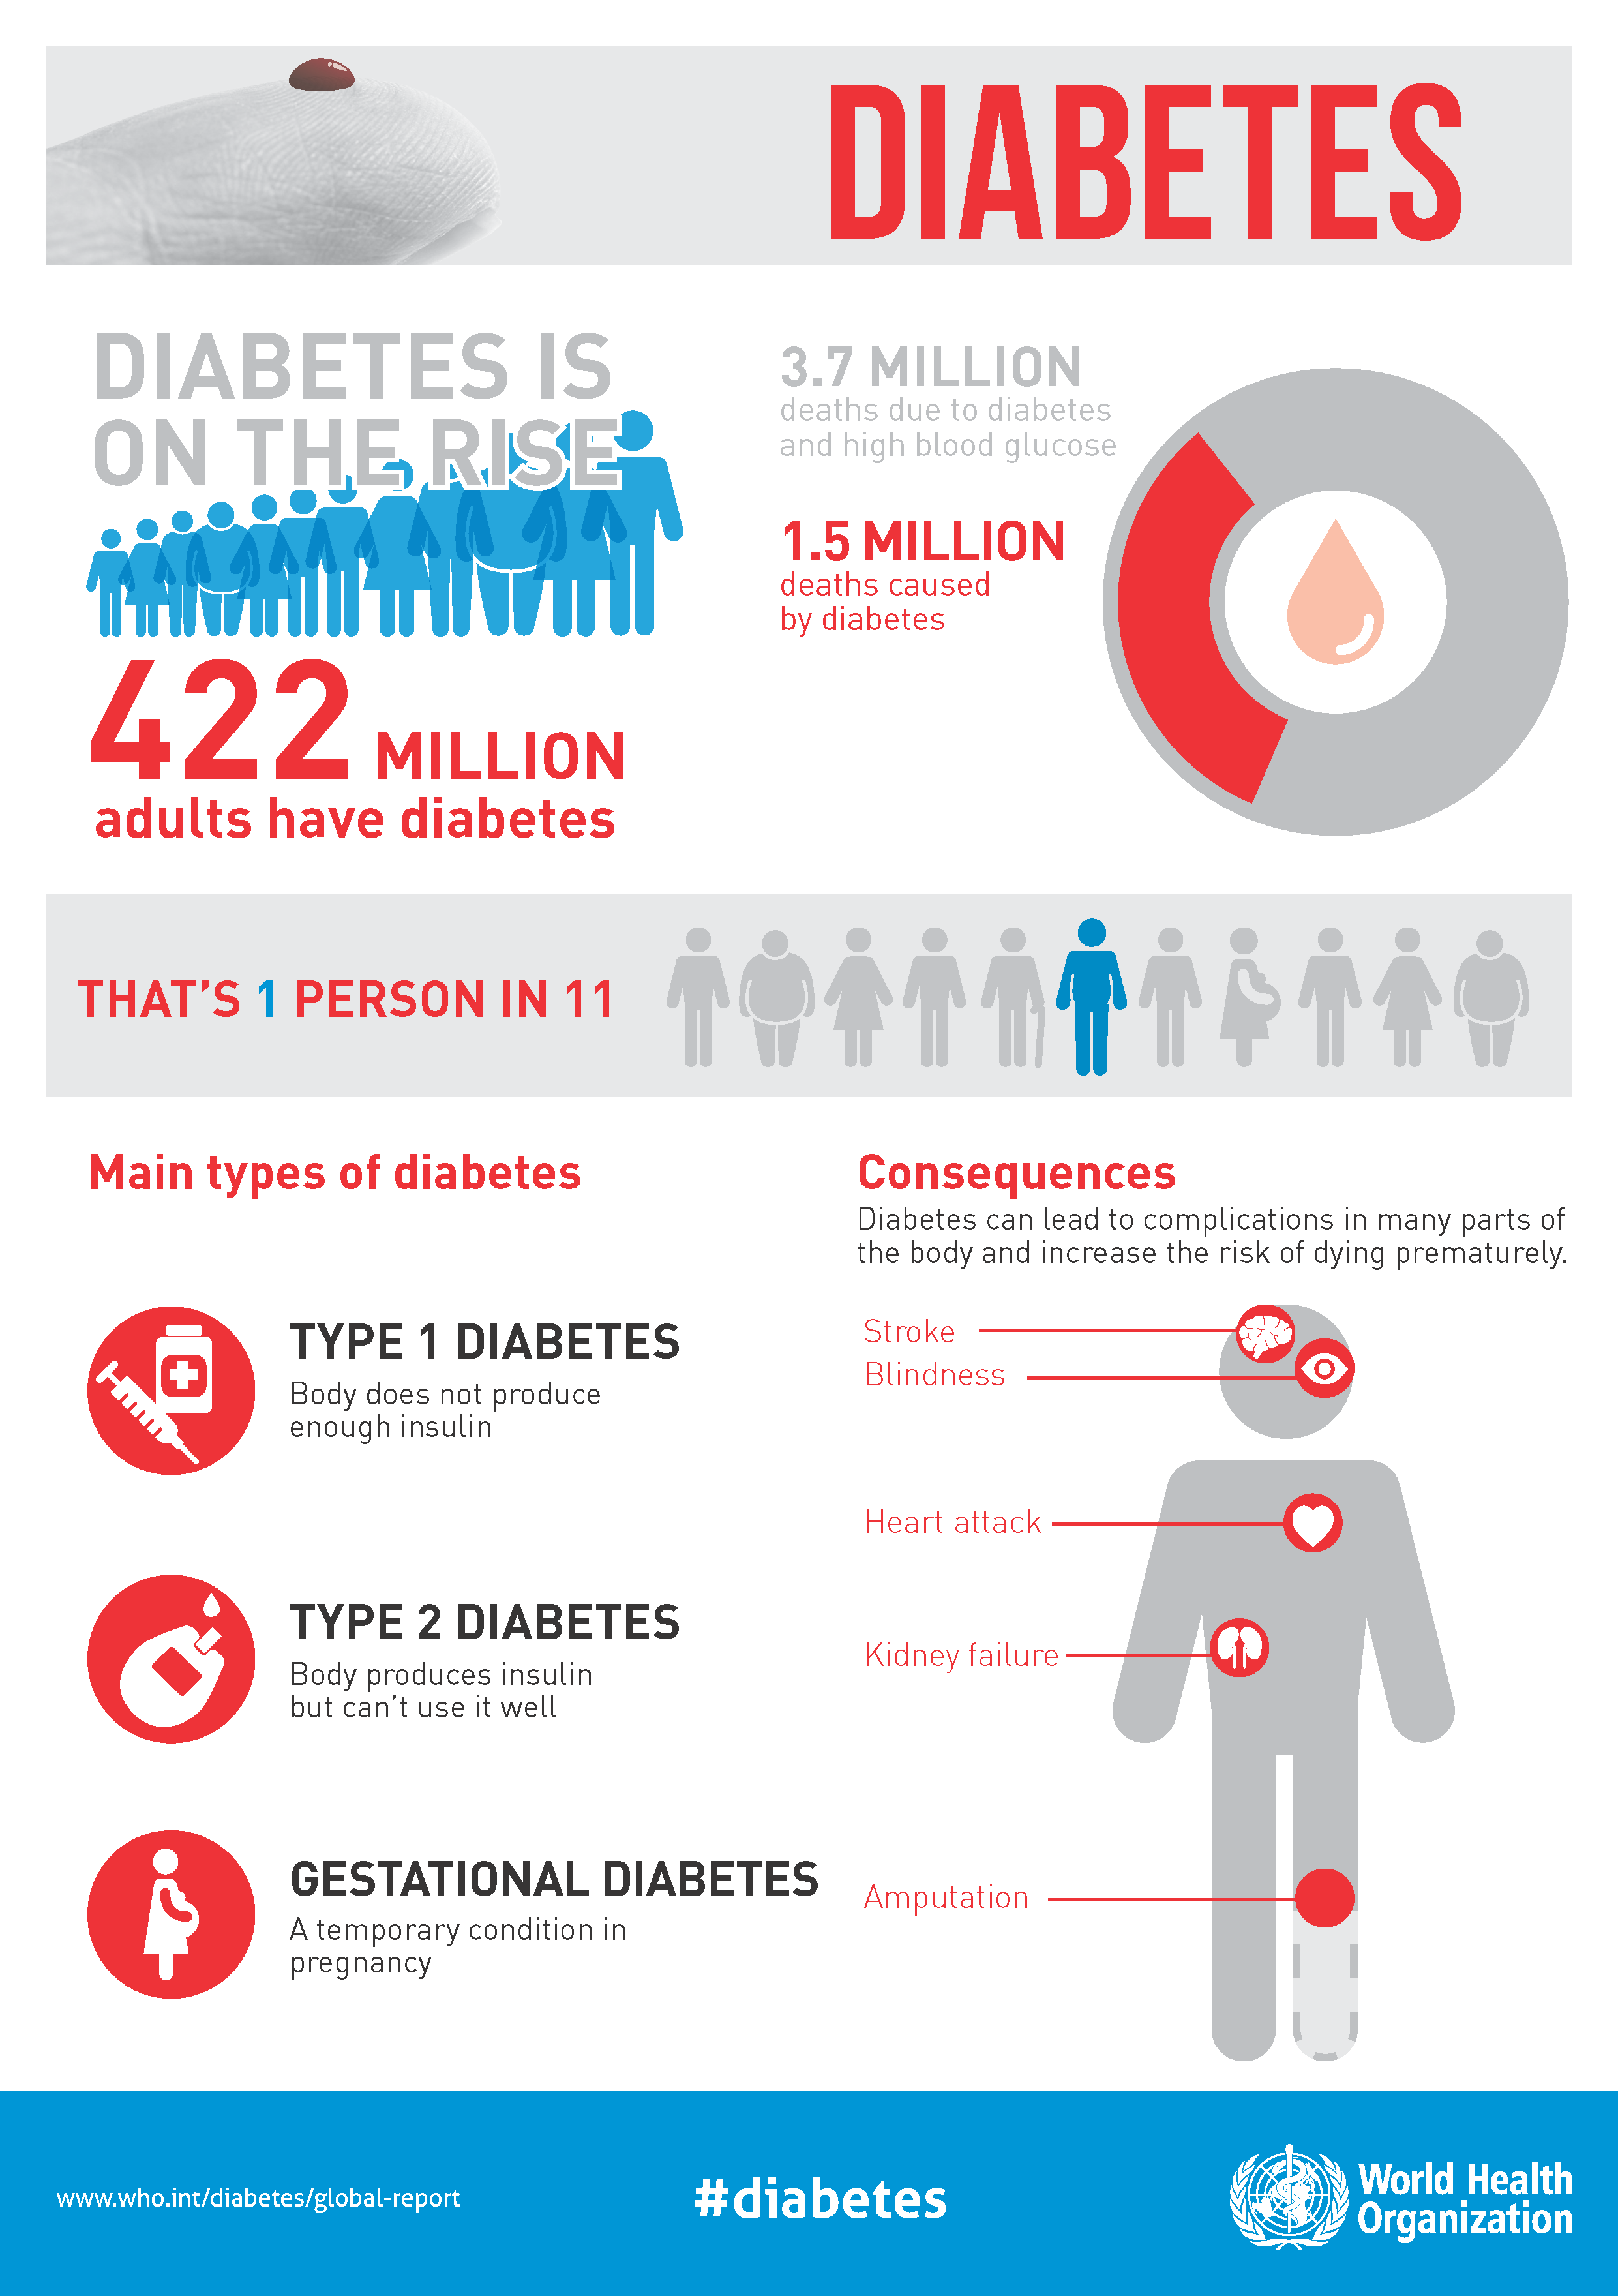 DIABETES
DIABETES IS
ON THE RISE
422 MILLION
adults have diabetes
3.7 MILLION
deaths due to diabetes
and high blood glucose
1.5 MILLION
deaths caused
by diabetes
THAT’S 1 PERSON IN 11
Main types of diabetes
TYPE 1 DIABETES
Body does not produce
enough insulin
TYPE 2 DIABETES
Body produces insulin
but can’t use it well
GESTATIONAL DIABETES
A temporary condition in
pregnancy
Consequences
Diabetes can lead to complications in many parts of
the body and increase the risk of dying prematurely.
Stroke
Blindness
Heart attack
Kidney failure
Amputation
www.who.int/diabetes/global-report
#diabetes
World Health
Organization